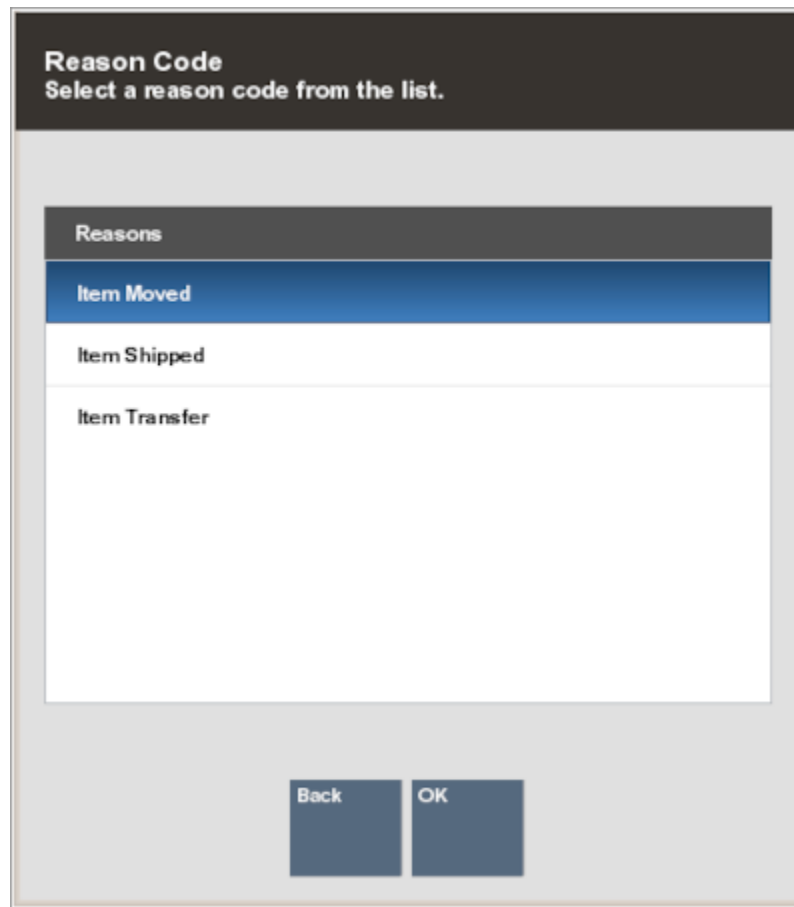 Reason Code
Select a reason code from the list.
Reasons
Item Moved
Item Shipped
Item Transfer
Back OK